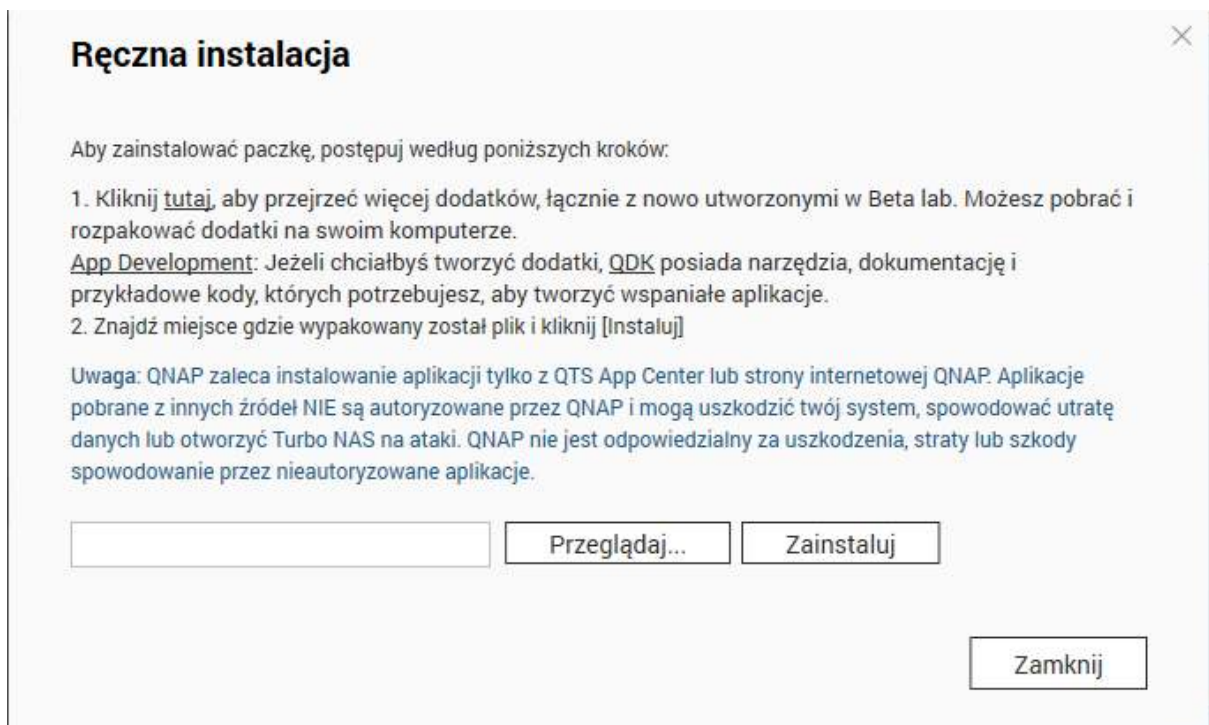 Ręczna instalacja
Aby zainstalować paczkę, postępuj według poniższych kroków:
1. Kliknij tutaj, aby przejrzeć więcej dodatków, łącznie z nowo utworzonymi w Beta lab. Możesz pobrać i
rozpakować dodatki na swoim komputerze.
App Development: Jeżeli chciałbyś tworzyć dodatki, QDK posiada narzędzia, dokumentację i
przykładowe kody, których potrzebujesz, aby tworzyć wspaniałe aplikacje.
2. Znajdź miejsce gdzie wypakowany został plik i kliknij [Instaluj]
Uwaga: QNAP zaleca instalowanie aplikacji tylko z QTS App Center lub strony internetowej QNAP. Aplikacje
pobrane z innych źródeł NIE są autoryzowane przez QNAP i mogą uszkodzić twój system, spowodować utratę
danych lub otworzyć Turbo NAS na ataki. QNAP nie jest odpowiedzialny za uszkodzenia, straty lub szkody
spowodowanie przez nieautoryzowane aplikacje.
Przeglądaj... Zainstaluj
Zamknij